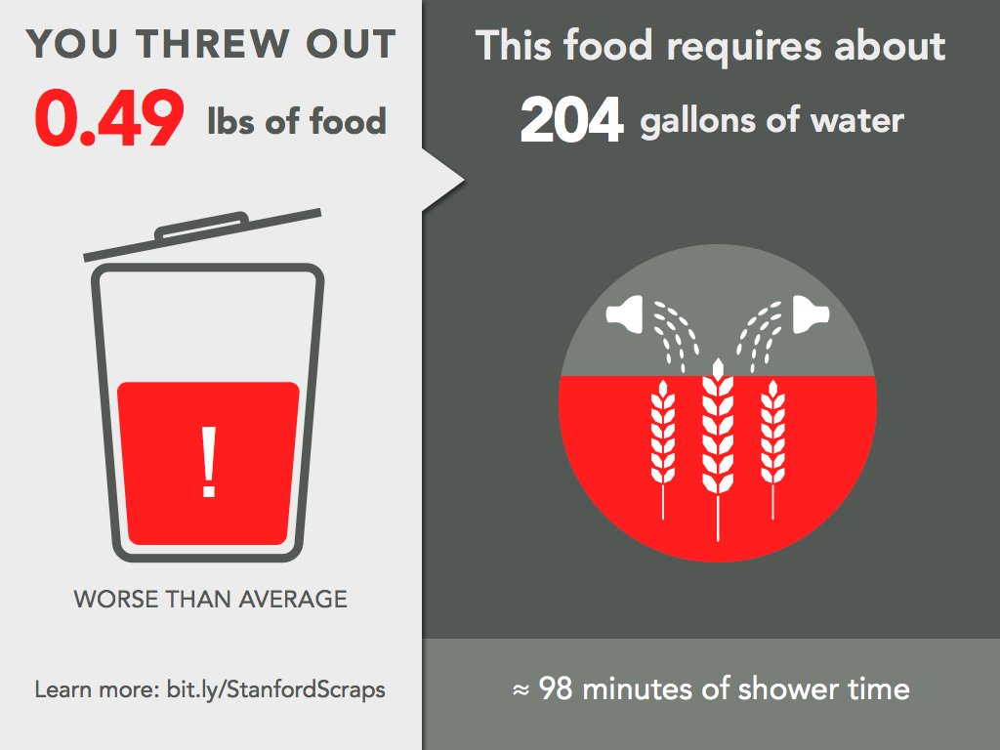 YOU THREW OUT
0.49 lbs of food
!
WORSE THAN AVERAGE
Learn more: bit.ly/StanfordScraps
This food requires about
204 gallons of water
≈ 98 minutes of shower time